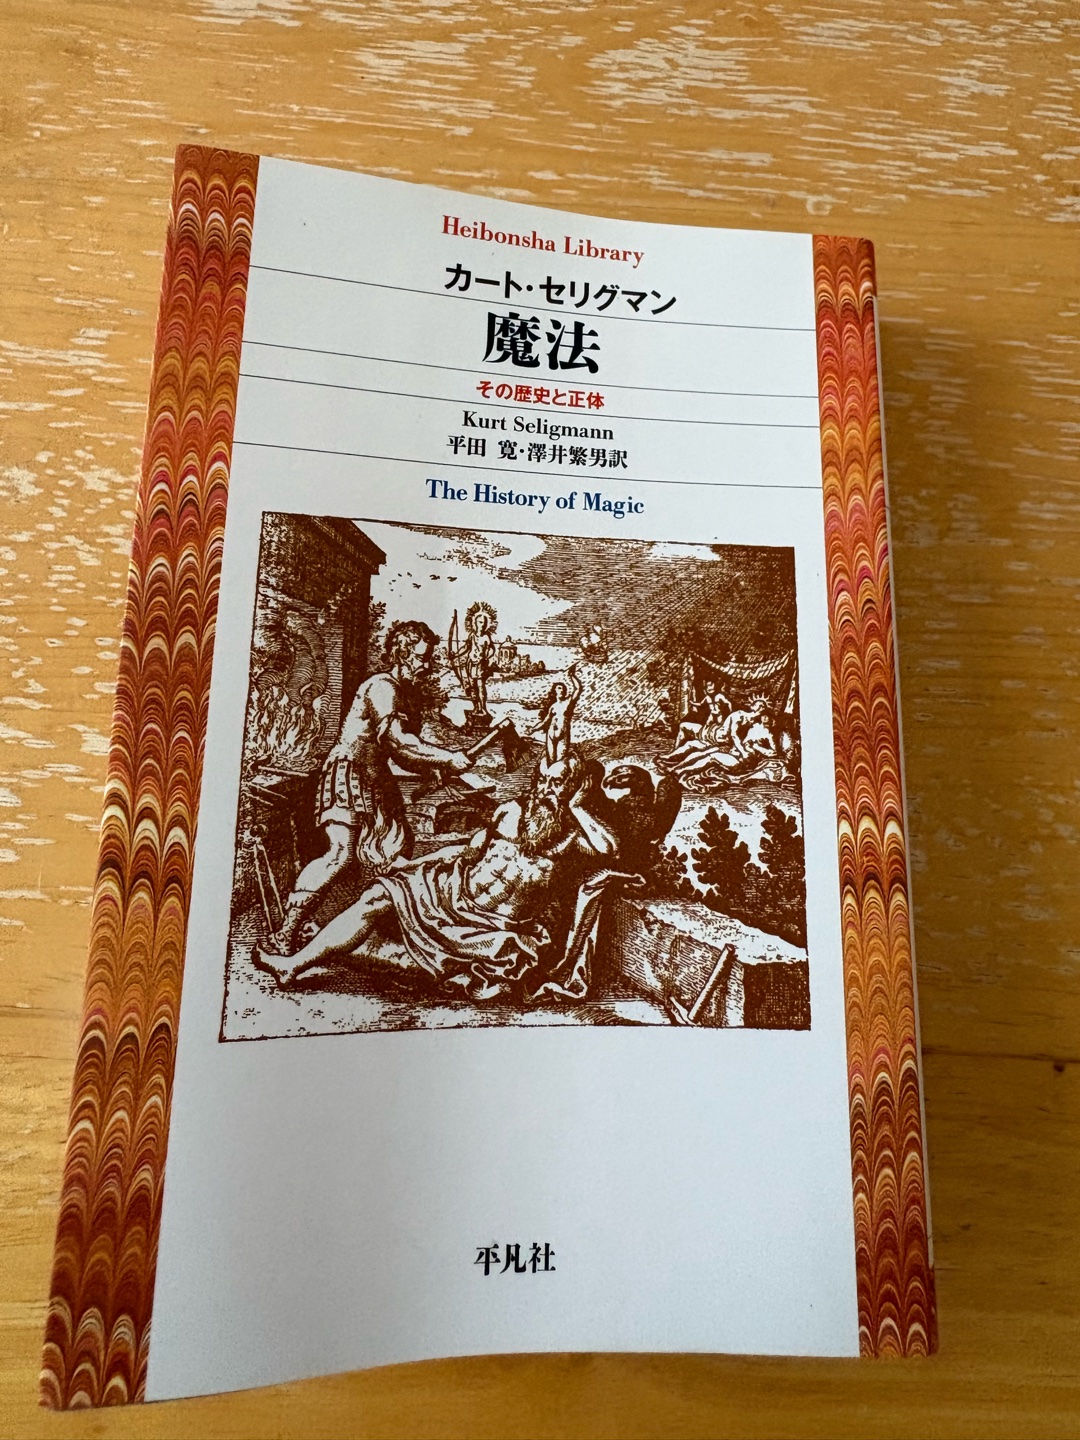 Heibonsha Library
カート・セリグマン
魔法
その歴史と正体
Kurt Seligmann
平田 寛・澤井繁男訳
The History of Magic
平凡社